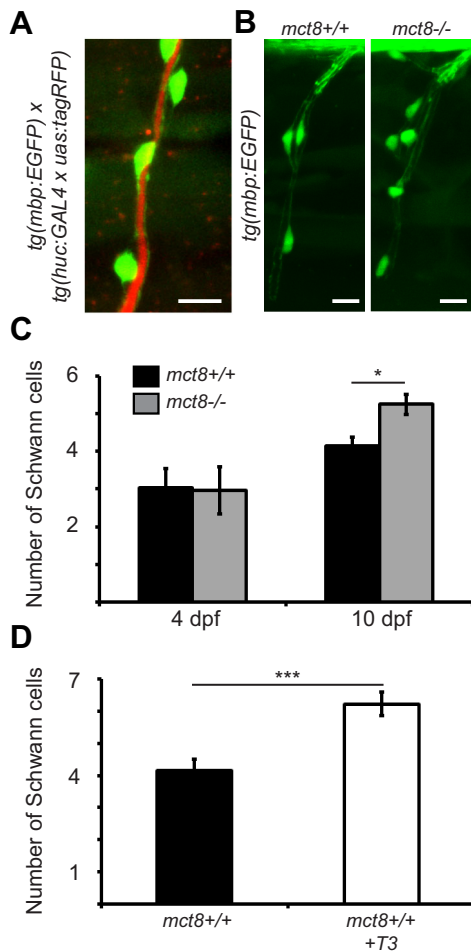 A
tg(mbp:EGFP) x
tg(huc:GAL4 x uas:tagRFP)
B
mct8+/+
mct8-/-
tg(mbp:EGFP)
C
Number of Schwann cells
6
4
2
mct8+/+
mct8-/-
*
4 dpf
10 dpf
D
Number of Schwann cells
7
4
1
***
mct8+/+
mct8+/+
+T3